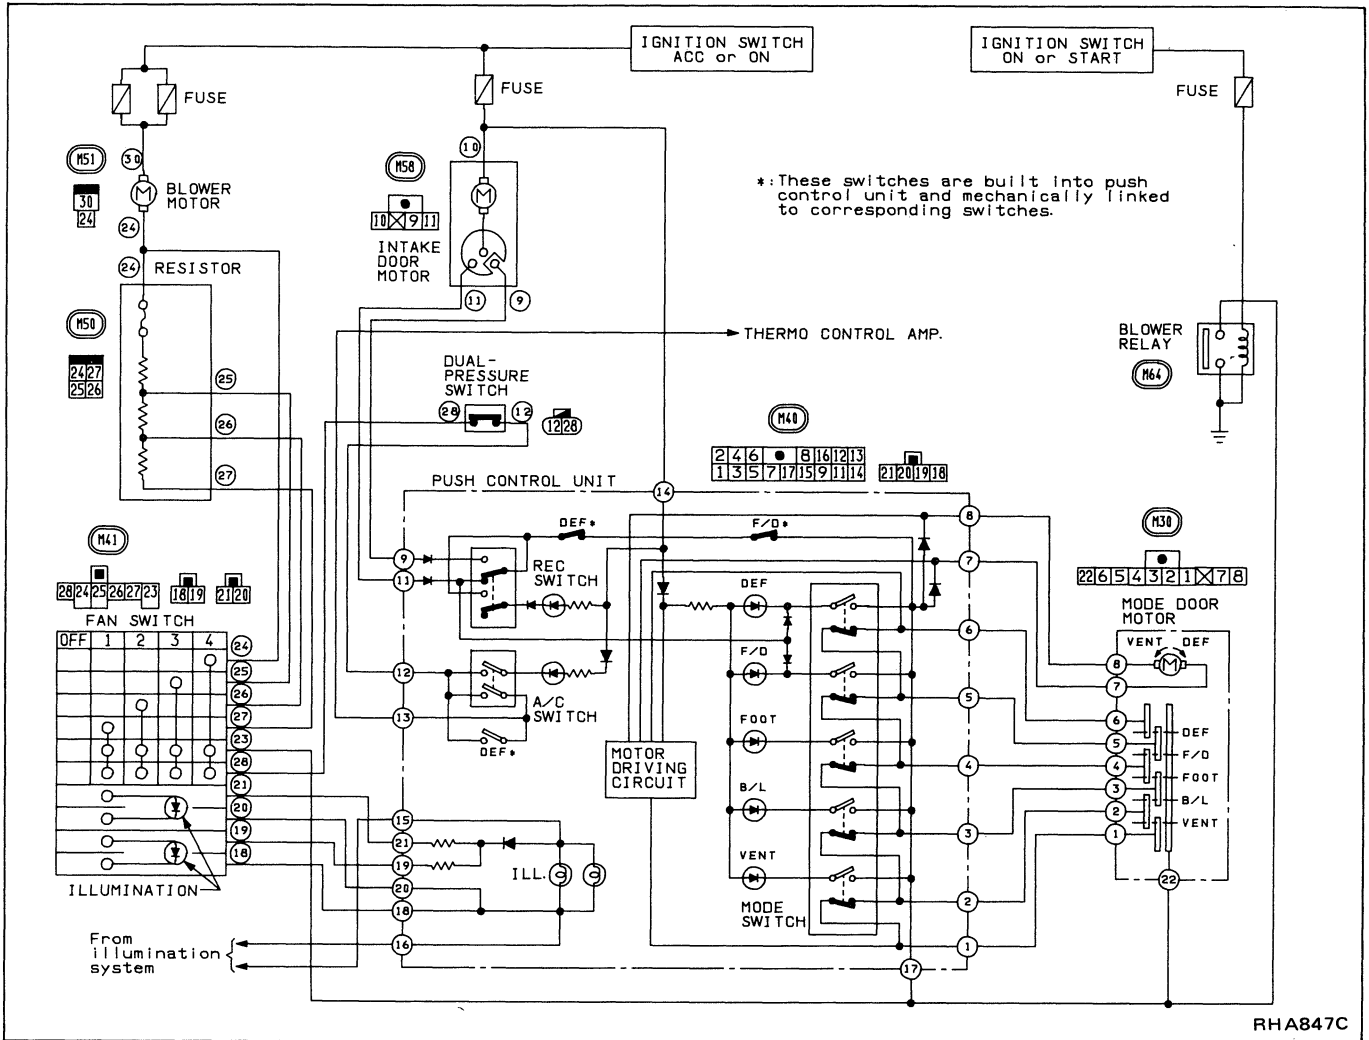 IGNITION SWITCH
ACC or ON
IGNITION SWITCH
ON or START
FUSE
FUSE
FUSE
M51
30
30
24
M
BLOWER
MOTOR
24
24
RESISTOR
M50
24 27
25 26
25
26
27
M58
10 9 11
INTAKE
DOOR
MOTOR
10
M
11
9
*: These switches are built into push
control unit and mechanically linked
to corresponding switches.
THERMO CONTROL AMP.
BLOWER
RELAY
M64
DUAL-
PRESSURE
SWITCH
28
12
12 28
M40
2 4 6 8 16 12 13
1 3 5 7 17 15 9 11 14
21 20 19 18
PUSH CONTROL UNIT
14
M41
28 24 25 26 27 23
18 19
21 20
FAN SWITCH
OFF 1 2 3 4
24
25
26
27
23
28
21
20
19
18
ILLUMINATION
From
illumination
system
9
11
12
13
15
21
19
20
18
16
DEF*
F/D*
REC
SWITCH
A/C
SWITCH
DEF*
ILL.
MOTOR
DRIVING
CIRCUIT
DEF
F/D
FOOT
B/L
VENT
MODE
SWITCH
8
7
6
5
4
3
2
1
17
M30
22 6 5 4 3 2 1 7 8
MODE DOOR
MOTOR
VENT DEF
M
8
7
6
5
4
3
2
1
DEF
F/D
FOOT
B/L
VENT
22
RHA847C